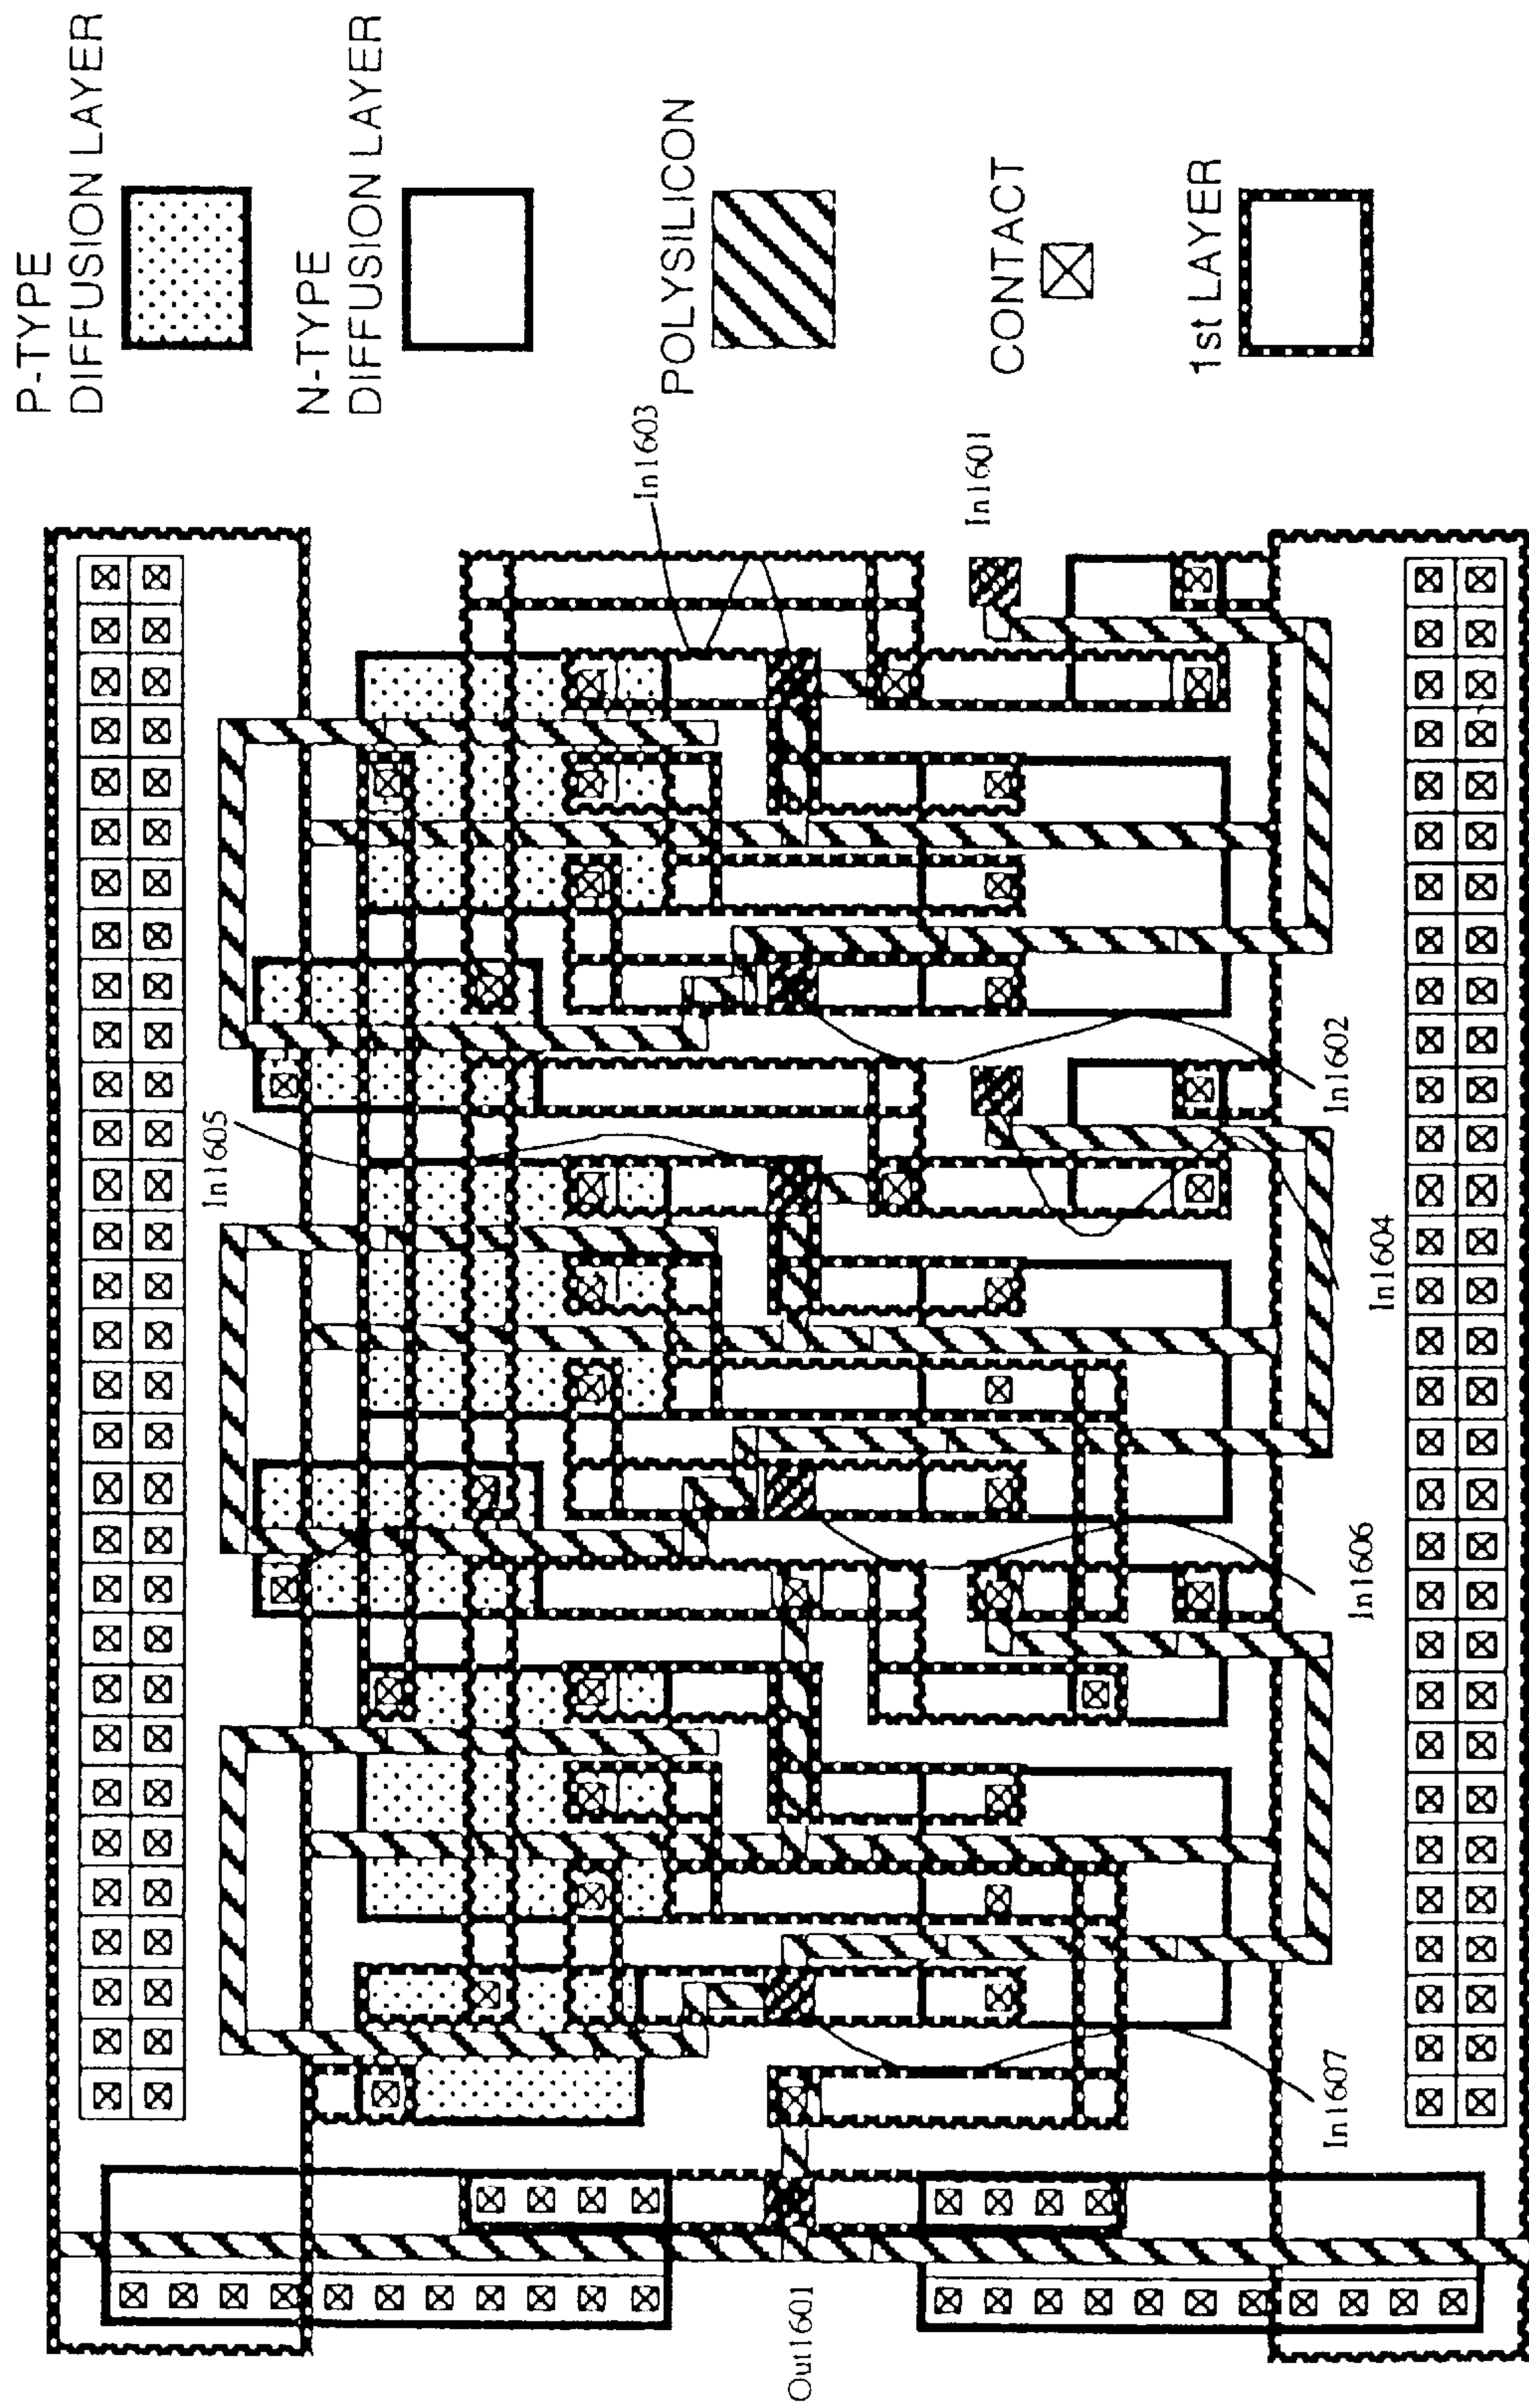 P-TYPE
DIFFUSION LAYER
N-TYPE
DIFFUSION LAYER
POLYSILICON
CONTACT
1st LAYER
In1603
In1601
In1605
In1602
In1604
In1606
In1607
Out1601